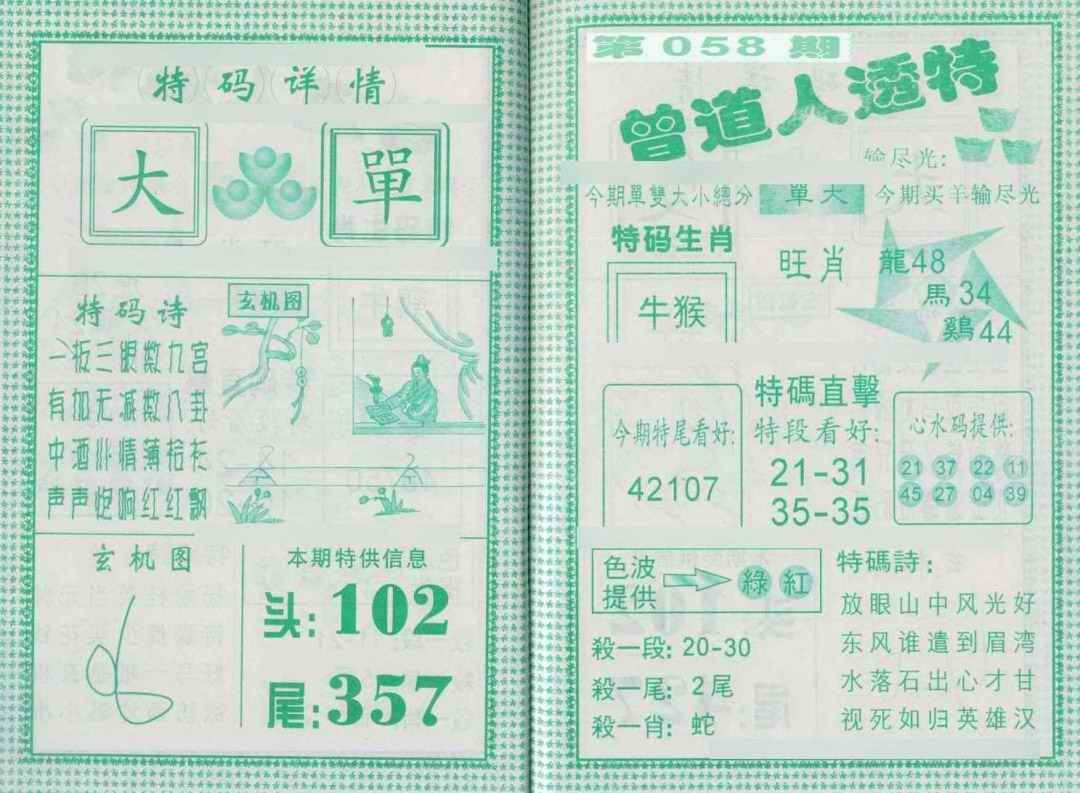 特码详情
大 單
特码诗
玄机图
一板三眼数九宫
有加无减数八卦
中酒心情薄
声声炮响红红飘
玄机图
本期特供信息
头:102
尾:357
第058期
曾道人透特
输尽光:
今期單雙大小總分 單大 今期买羊输尽光
特码生肖
牛猴
旺肖
龍48
馬34
鷄44
今期特尾看好:
42107
特碼直擊
特段看好:
21-31
35-35
心水码提供:
21 37 22 11
45 27 04 39
色波
提供
綠 紅
殺一段: 20-30
殺一尾: 2尾
殺一肖: 蛇
特碼詩:
放眼山中风光好
东风谁遣到眉湾
水落石出心才甘
视死如归英雄汉